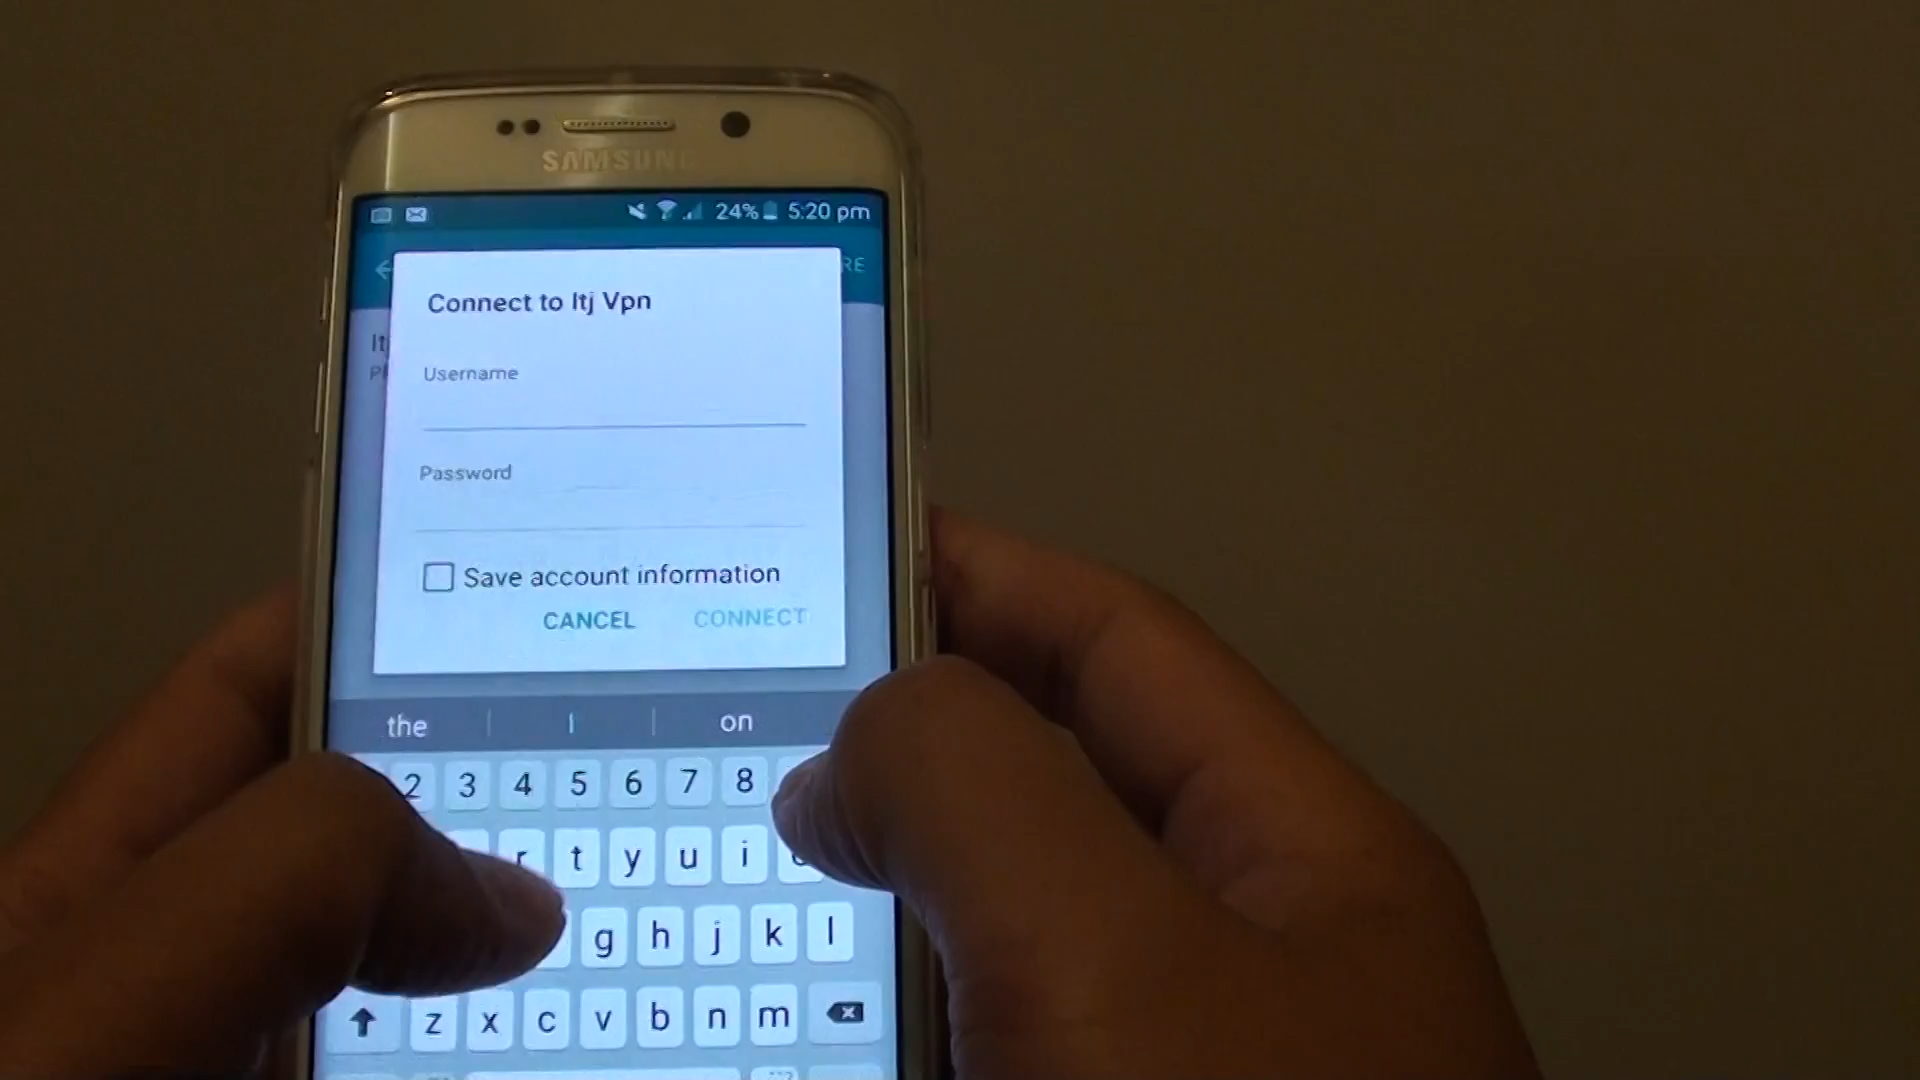 SAMSUNG
24% 5:20 pm
RE
Connect to Itj Vpn
Username
Password
Save account information
CANCEL CONNECT
the I on
2 3 4 5 6 7 8
r t y u i
g h j k l
z x c v b n m